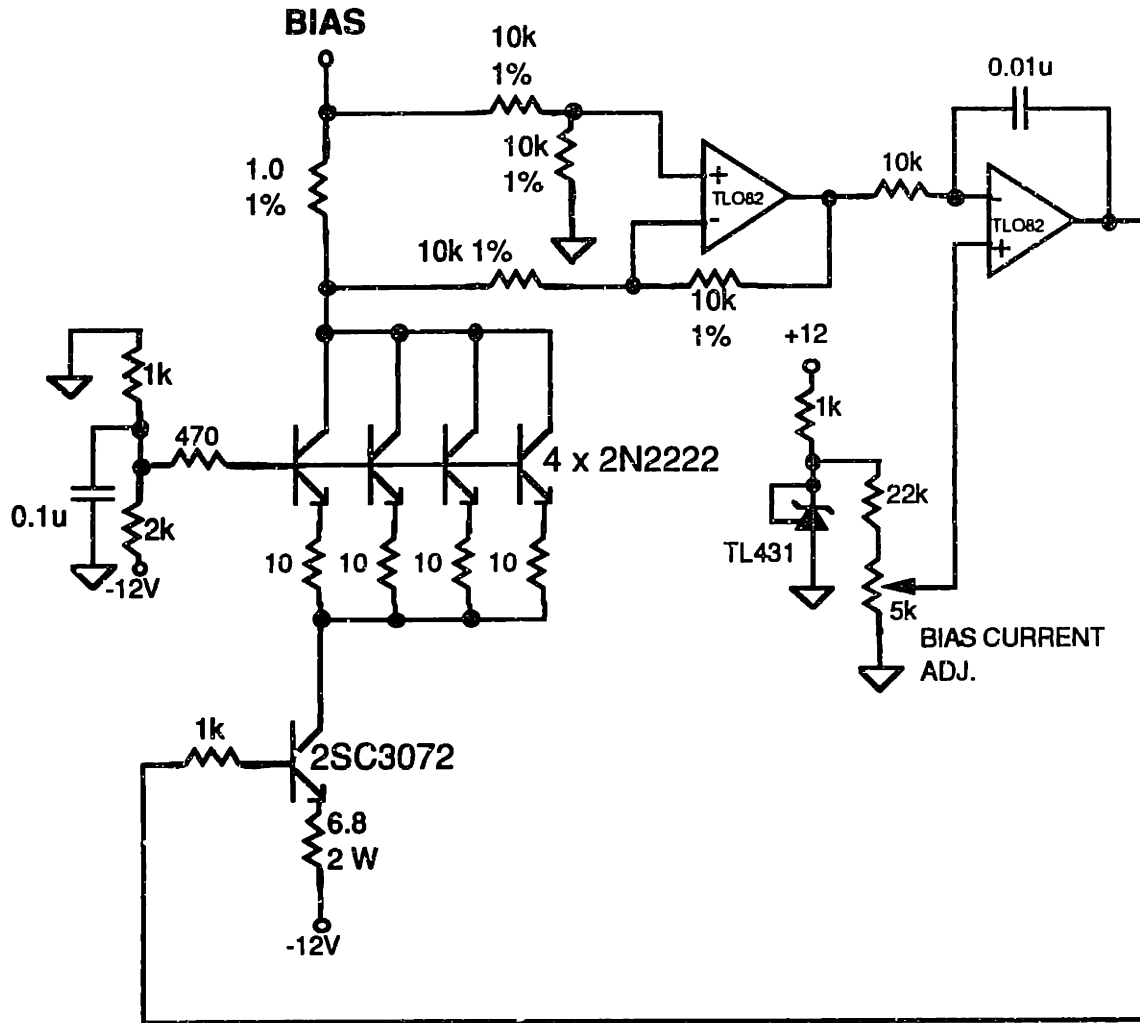 BIAS
10k
1%
0.01u
1.0
1%
10k
1%
+
TLO82
-
10k
-
TLO82
+
10k 1%
10k
1%
+12
1k
1k
470
4 x 2N2222
22k
0.1u
2k
TL431
-12V
10
10
10
10
5k
BIAS CURRENT
ADJ.
1k
2SC3072
6.8
2 W
-12V